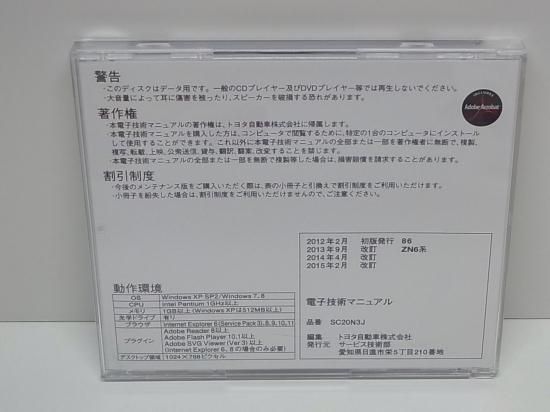 警告
・このディスクはデータ用です。一般のCDプレイヤー及びDVDプレイヤー等では再生しないでください。
・大音量によって耳に傷害を被ったり、スピーカーを破損する恐れがあります。
INCLUDES
Adobe Acrobat
著作権
・本電子技術マニュアルの著作権は、トヨタ自動車株式会社に帰属します。
・本電子技術マニュアルを購入した方は、コンピュータで閲覧するために、特定の1台のコンピュータにインストール
して使用することができます。これ以外に本電子技術マニュアルの全部または一部を著作権者に無断で、複製、
複写、転載、上映、公衆送信、貸与、翻訳、翻案、改変することを禁じます。
・本電子技術マニュアルの全部または一部を無断で複製等した場合は、損害賠償を請求することがあります。
割引制度
・今後のメンテナンス版をご購入いただく際は、表の小冊子と引換えで割引制度をご利用いただけます。
・小冊子を紛失した場合は、割引制度をご利用いただけませんので、ご注意ください。
動作環境
OS Windows XP SP2/Windows 7, 8
CPU Intel Pentium 1GHz以上
メモリ 1GB以上(Windows XPは512MB以上)
光学ドライブ 有り
ブラウザ Internet Explorer 6(Service Pack 3),8,9,10,11
プラグイン Adobe Reader 8以上
Adobe Flash Player 10.1以上
Adobe SVG Viewer (Ver 3)以上
(Internet Explorer 6, 8 の場合のみ必要)
デスクトップ領域 1024×768ピクセル
2012年2月 初版発行 86
2013年9月 改訂 ZN6系
2014年4月 改訂
2015年2月 改訂
電子技術マニュアル
品番 SC20N3J
編集 トヨタ自動車株式会社
発行元 サービス技術部
愛知県日進市栄5丁目210番地